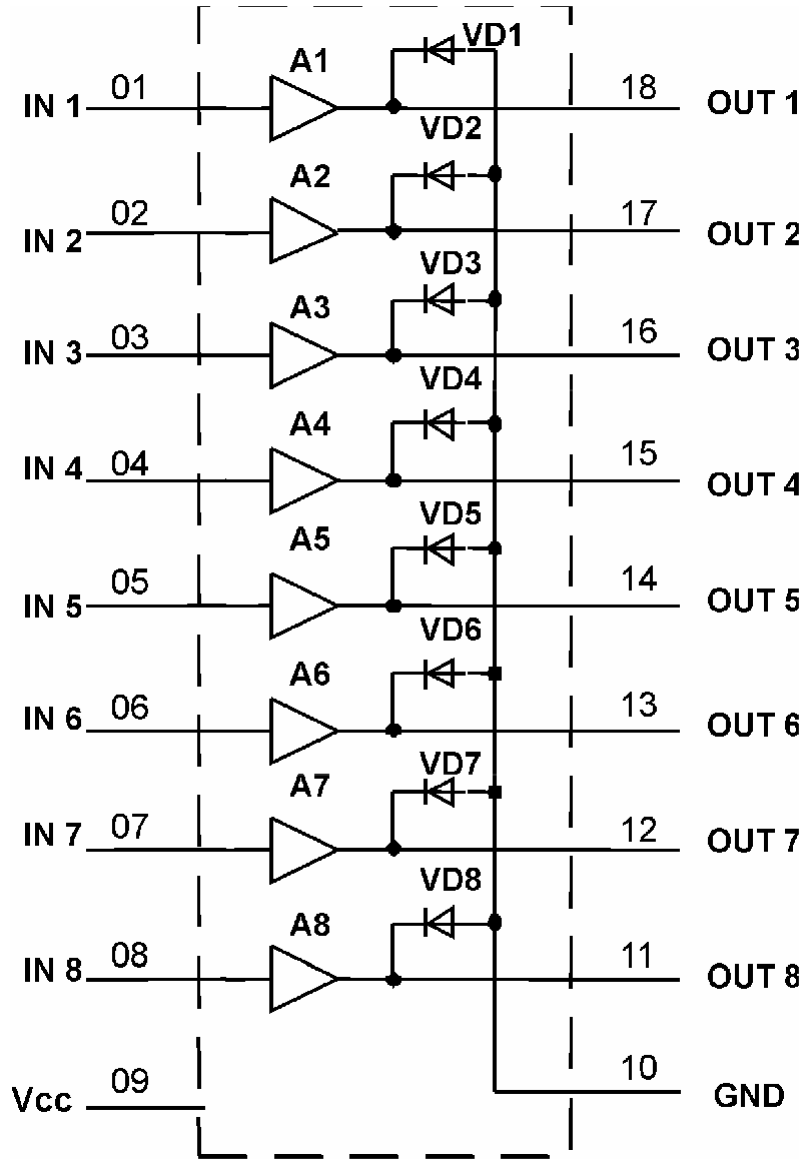 VD1
A1
IN 1 01 18 OUT 1
VD2
A2
IN 2 02 17 OUT 2
VD3
A3
IN 3 03 16 OUT 3
VD4
A4
IN 4 04 15 OUT 4
VD5
A5
IN 5 05 14 OUT 5
VD6
A6
IN 6 06 13 OUT 6
VD7
A7
IN 7 07 12 OUT 7
VD8
A8
IN 8 08 11 OUT 8
Vcc 09 10 GND